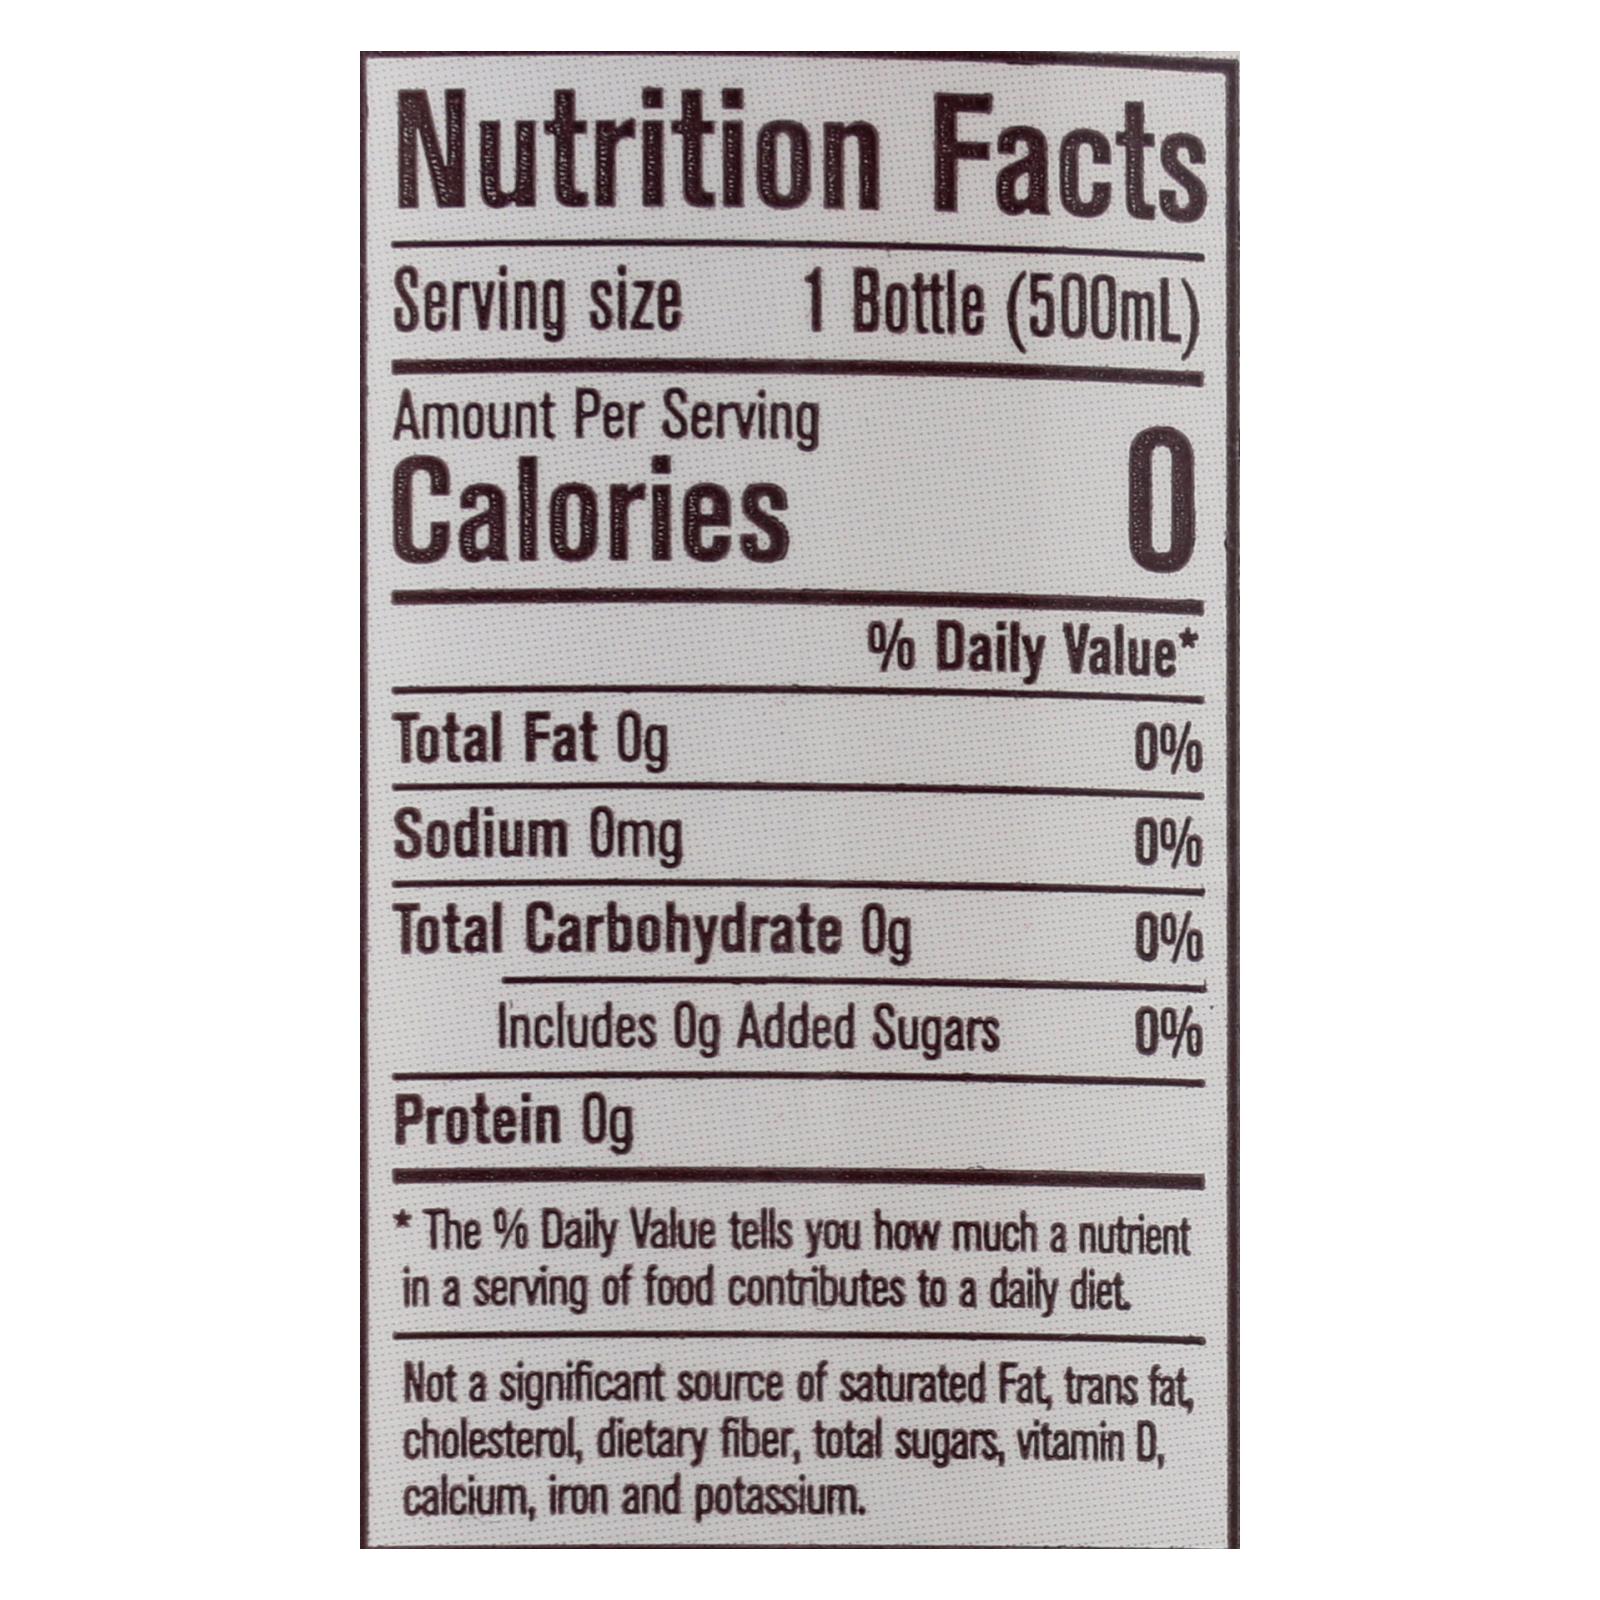 Nutrition Facts
Serving size 1 Bottle (500mL)
Amount Per Serving
Calories 0
% Daily Value*
Total Fat 0g 0%
Sodium 0mg 0%
Total Carbohydrate 0g 0%
Includes 0g Added Sugars 0%
Protein 0g
* The % Daily Value tells you how much a nutrient
in a serving of food contributes to a daily diet.
Not a significant source of saturated Fat, trans fat,
cholesterol, dietary fiber, total sugars, vitamin D,
calcium, iron and potassium.